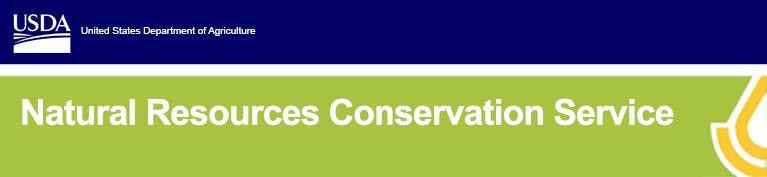 USDA
United States Department of Agriculture
Natural Resources Conservation Service